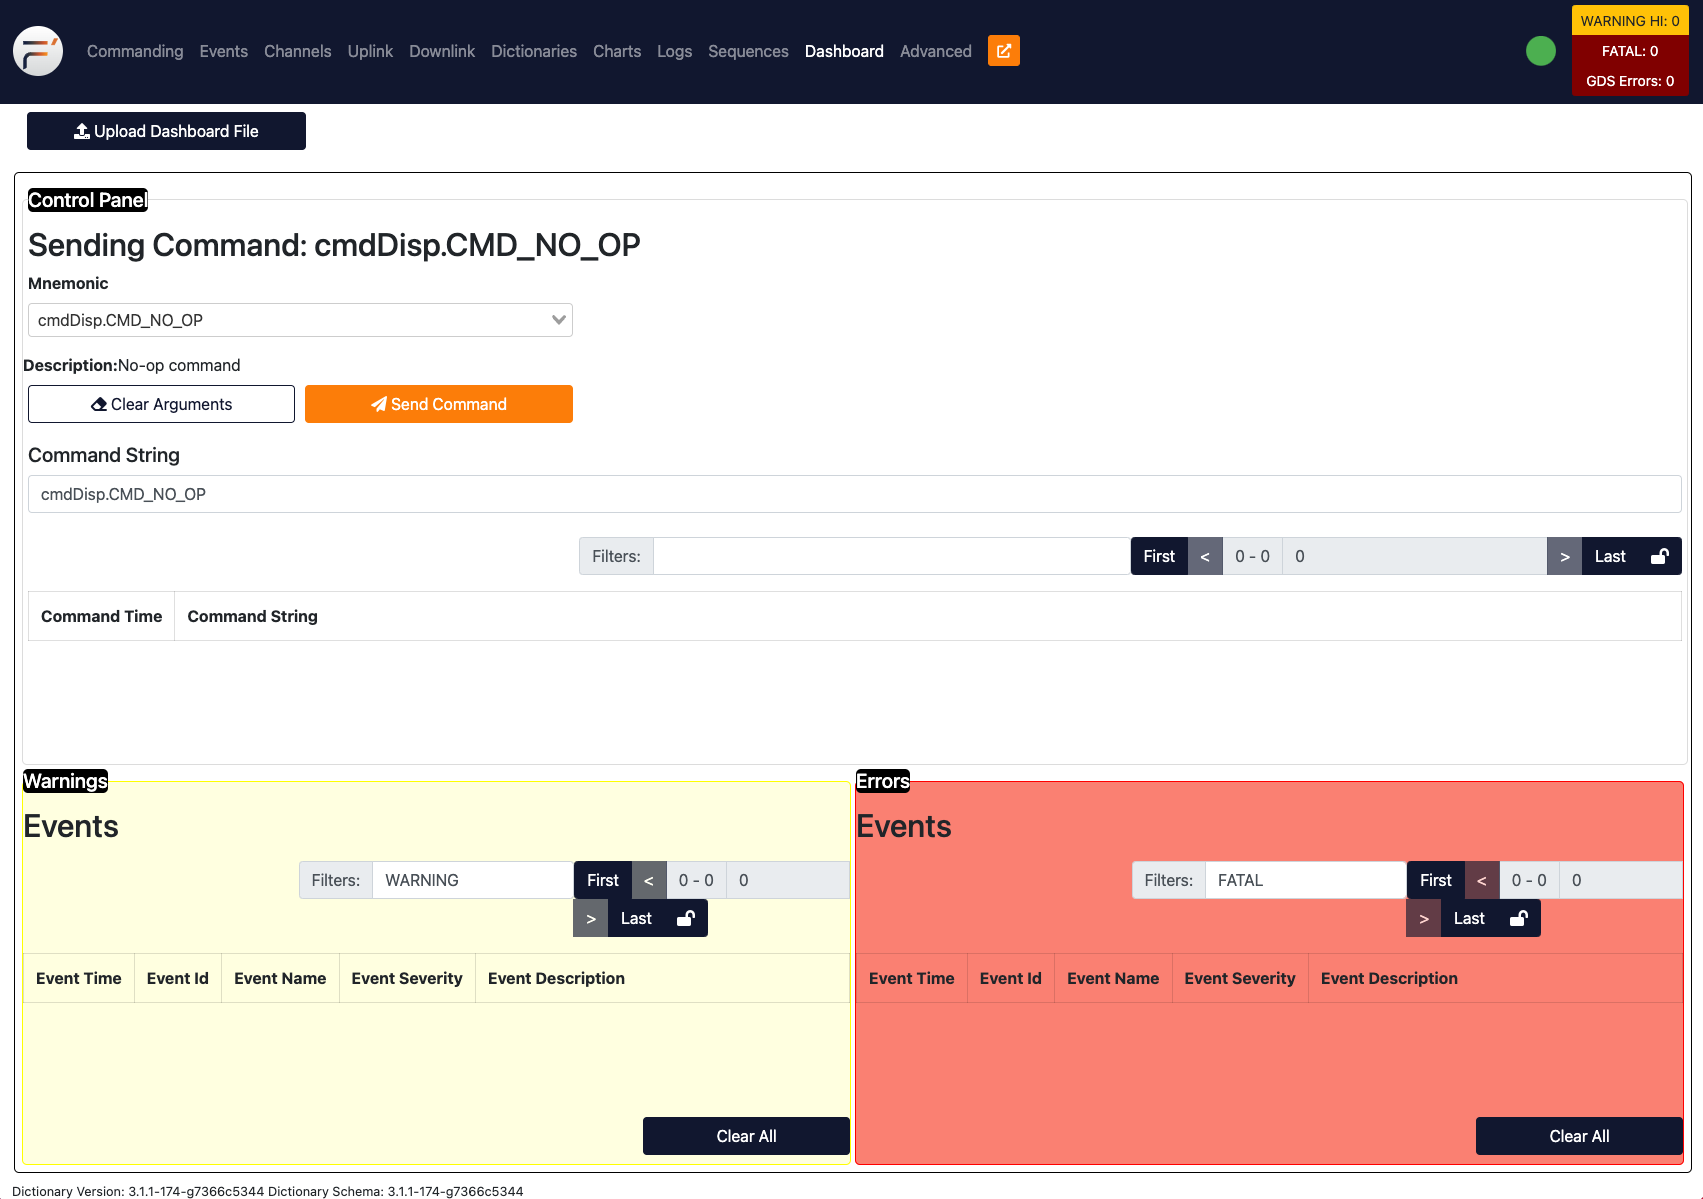 Commanding Events Channels Uplink Downlink Dictionaries Charts Logs Sequences Dashboard Advanced
WARNING HI: 0
FATAL: 0
GDS Errors: 0
Upload Dashboard File
Control Panel
Sending Command: cmdDisp.CMD_NO_OP
Mnemonic
cmdDisp.CMD_NO_OP
Description:No-op command
Clear Arguments Send Command
Command String
cmdDisp.CMD_NO_OP
Filters: First < 0 - 0 0 > Last
Command Time Command String
Warnings
Events
Filters: WARNING First < 0 - 0 0
> Last
Event Time Event Id Event Name Event Severity Event Description
Clear All
Errors
Events
Filters: FATAL First < 0 - 0 0
> Last
Event Time Event Id Event Name Event Severity Event Description
Clear All
Dictionary Version: 3.1.1-174-g7366c5344 Dictionary Schema: 3.1.1-174-g7366c5344